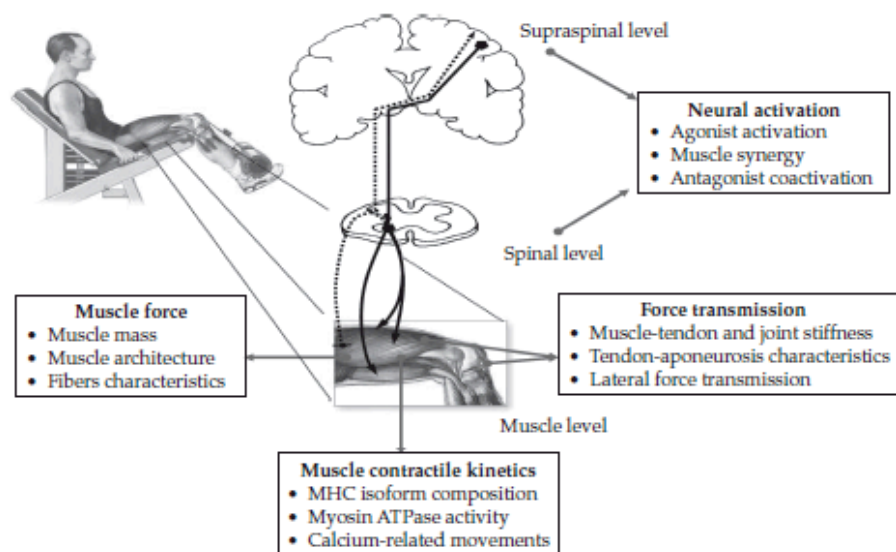 Supraspinal level
Neural activation
• Agonist activation
• Muscle synergy
• Antagonist coactivation
Spinal level
Muscle force
• Muscle mass
• Muscle architecture
• Fibers characteristics
Force transmission
• Muscle-tendon and joint stiffness
• Tendon-aponeurosis characteristics
• Lateral force transmission
Muscle level
Muscle contractile kinetics
• MHC isoform composition
• Myosin ATPase activity
• Calcium-related movements